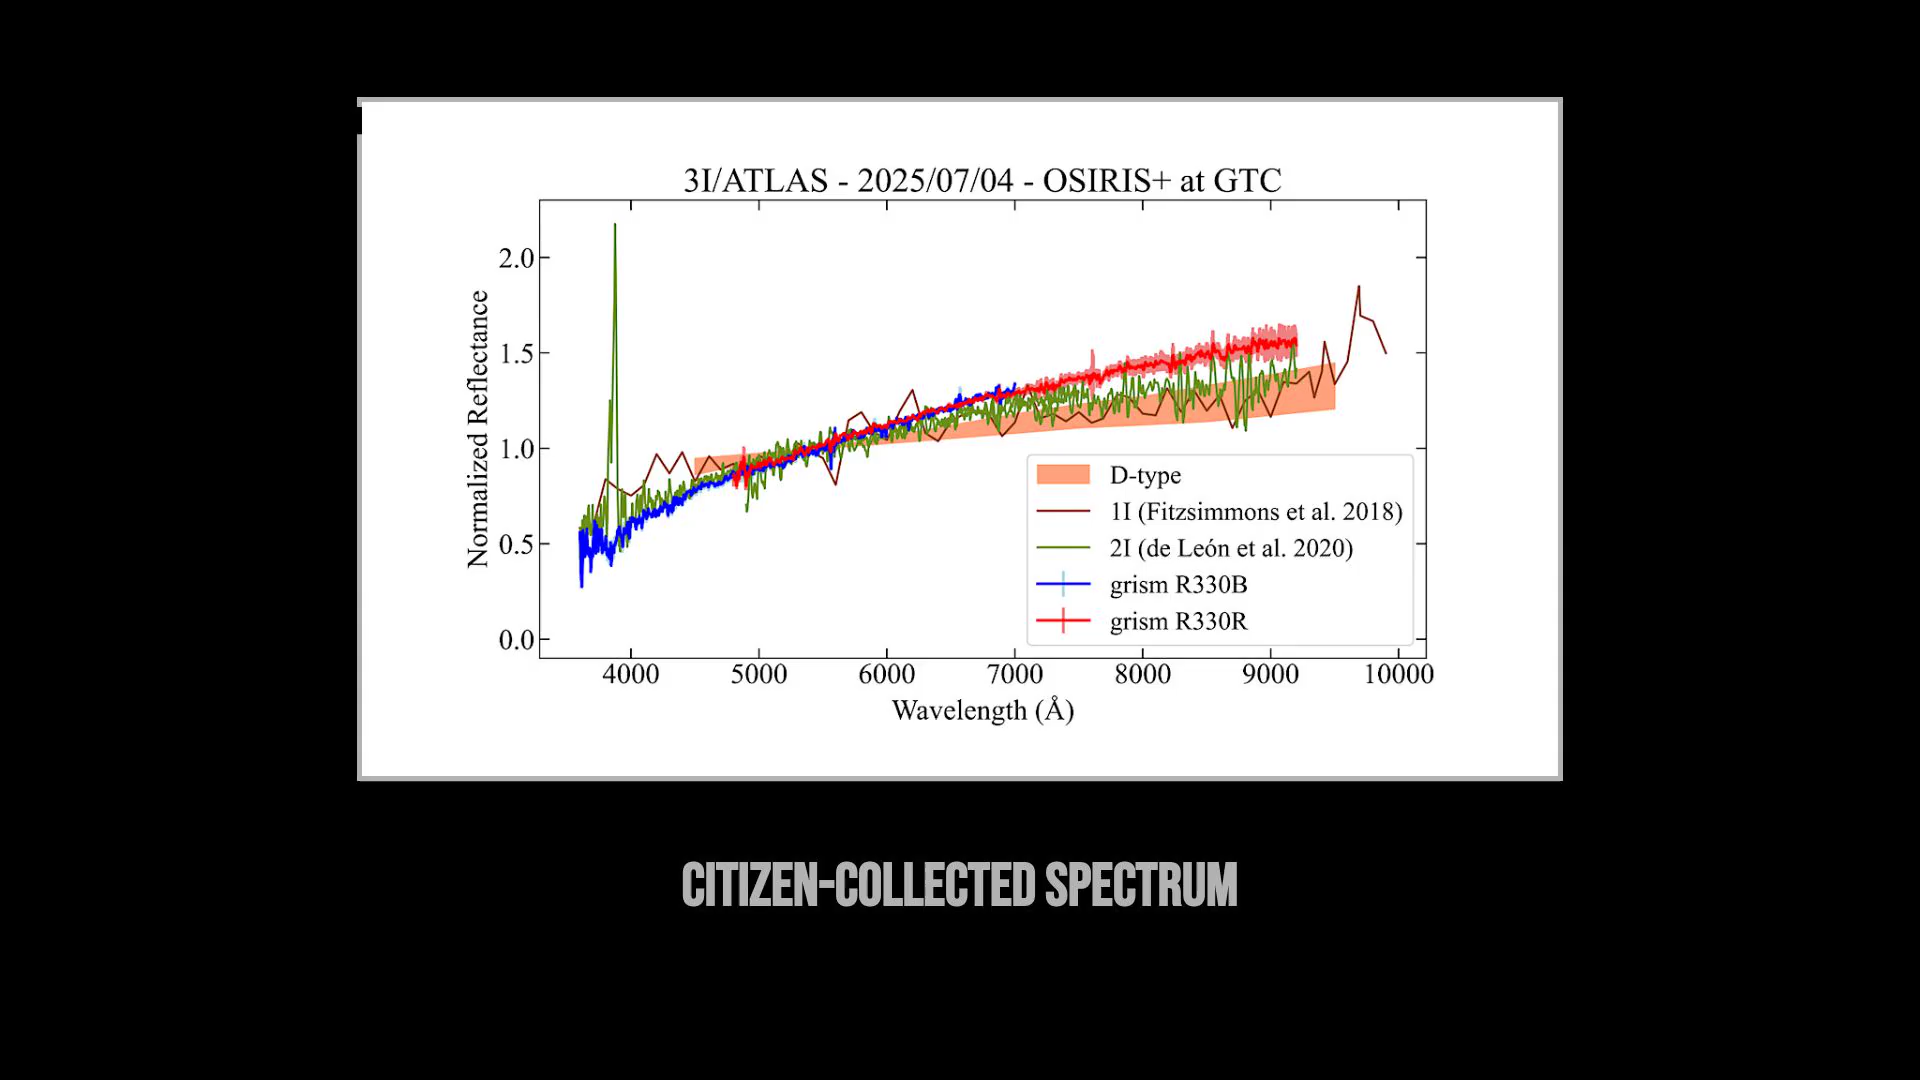 3I/ATLAS - 2025/07/04 - OSIRIS+ at GTC
Normalized Reflectance
2.0
1.5
1.0
0.5
0.0
D-type
1I (Fitzsimmons et al. 2018)
2I (de León et al. 2020)
grism R330B
grism R330R
4000 5000 6000 7000 8000 9000 10000
Wavelength (Å)
CITIZEN-COLLECTED SPECTRUM